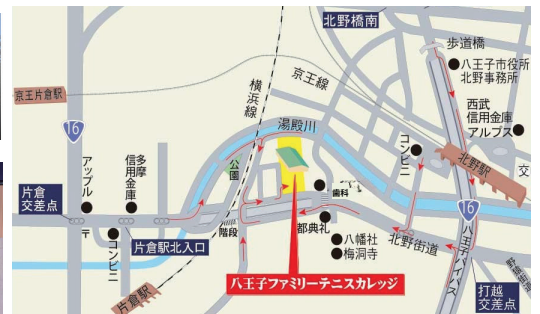 北野橋南
歩道橋
八王子市役所
北野事務所
京王線
横浜線
京王片倉駅
西武
信用金庫
アルプス
湯殿川
16
コンビニ
北野駅
交
アップル
多摩
信用金庫
公園
歯科
片倉
交差点
〒
コンビニ
片倉駅北入口
階段
都典礼
八幡社
梅洞寺
北野街道
16
八王子バイパス
打越
交差点
片倉駅
八王子ファミリーテニスカレッジ